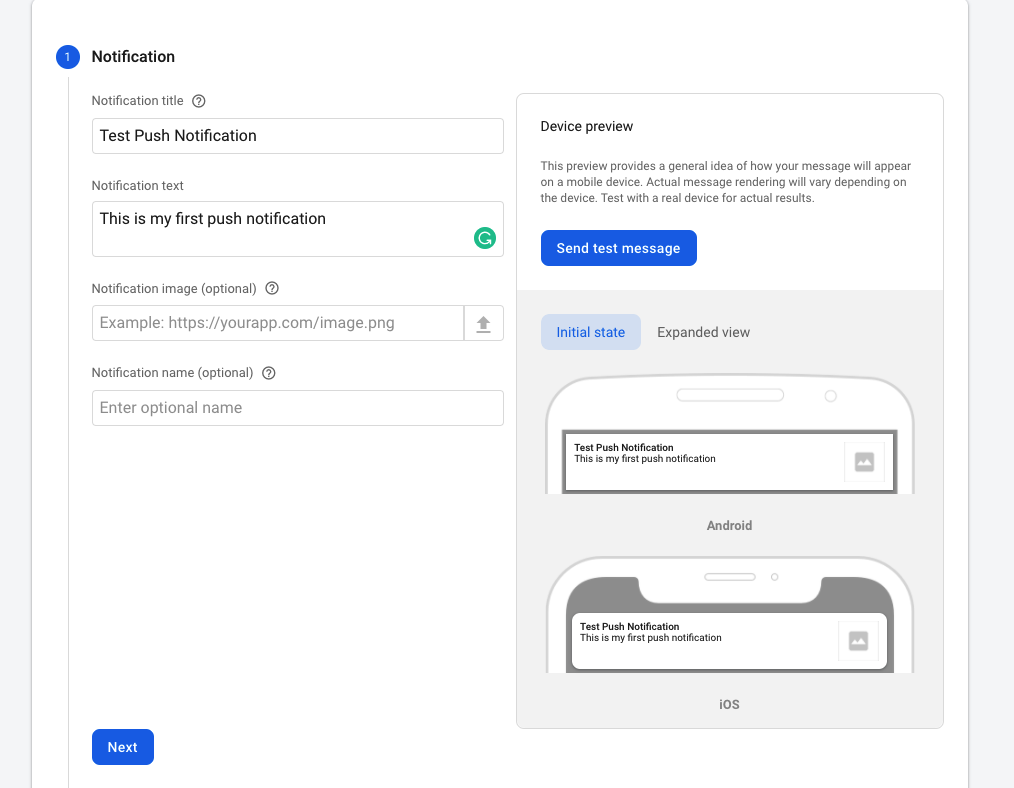 1
Notification
Notification title
Test Push Notification
Notification text
This is my first push notification
Notification image (optional)
Example: https://yourapp.com/image.png
Notification name (optional)
Enter optional name
Next
Device preview
This preview provides a general idea of how your message will appear
on a mobile device. Actual message rendering will vary depending on
the device. Test with a real device for actual results.
Send test message
Initial state
Expanded view
Test Push Notification
This is my first push notification
Android
Test Push Notification
This is my first push notification
iOS